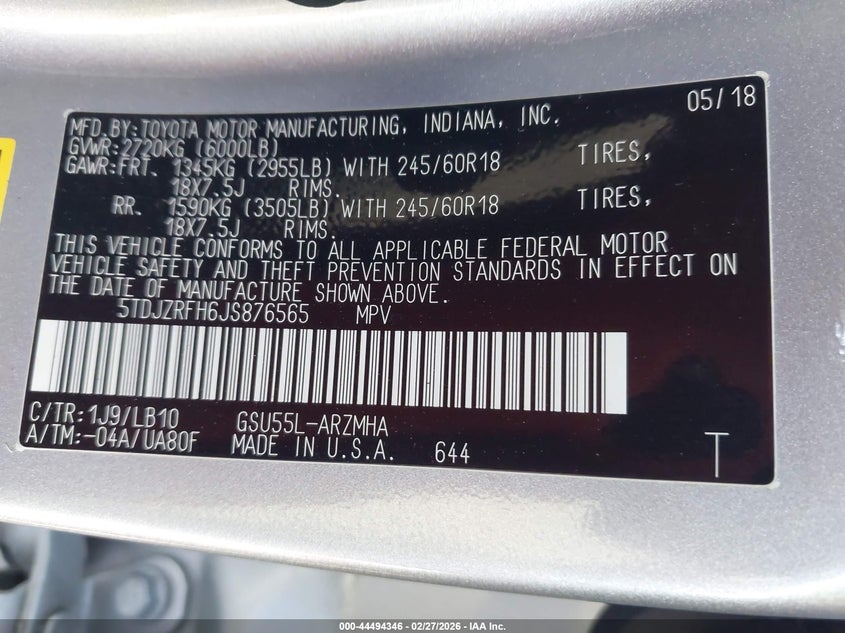 05/18
MFD. BY: TOYOTA MOTOR MANUFACTURING, INDIANA, INC.
GVWR: 2720KG (6000LB)
GAWR: FRT. 1345KG (2955LB) WITH 245/60R18 TIRES,
18X7.5J RIMS.
RR. 1590KG (3505LB) WITH 245/60R18 TIRES,
18X7.5J RIMS.
THIS VEHICLE CONFORMS TO ALL APPLICABLE FEDERAL MOTOR
VEHICLE SAFETY AND THEFT PREVENTION STANDARDS IN EFFECT ON
THE DATE OF MANUFACTURE SHOWN ABOVE.
5TDJZRFH6JS876565 MPV
C/TR: 1J9/LB10 GSU55L-ARZMHA
A/TM: -04A/UA80F MADE IN U.S.A. 644
T
000-44494346 - 02/27/2026 - IAA Inc.